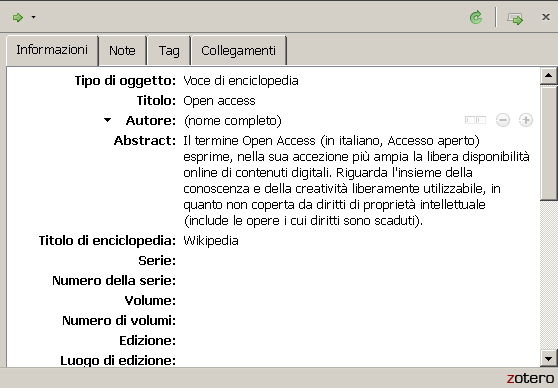 Informazioni Note Tag Collegamenti
Tipo di oggetto: Voce di enciclopedia
Titolo: Open access
Autore: (nome completo)
Abstract: Il termine Open Access (in italiano, Accesso aperto)
esprime, nella sua accezione più ampia la libera disponibilità
online di contenuti digitali. Riguarda l'insieme della
conoscenza e della creatività liberamente utilizzabile, in
quanto non coperta da diritti di proprietà intellettuale
(include le opere i cui diritti sono scaduti).
Titolo di enciclopedia: Wikipedia
Serie:
Numero della serie:
Volume:
Numero di volumi:
Edizione:
Luogo di edizione:
zotero